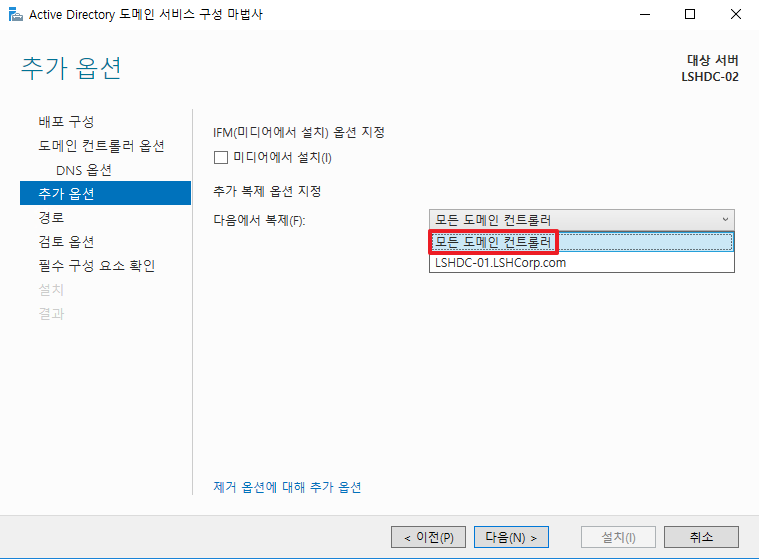 Active Directory 도메인 서비스 구성 마법사
추가 옵션
대상 서버
LSHDC-02
배포 구성
도메인 컨트롤러 옵션
DNS 옵션
추가 옵션
경로
검토 옵션
필수 구성 요소 확인
설치
결과
IFM(미디어에서 설치) 옵션 지정
미디어에서 설치(I)
추가 복제 옵션 지정
다음에서 복제(F):
모든 도메인 컨트롤러
모든 도메인 컨트롤러
LSHDC-01.LSHCorp.com
제거 옵션에 대해 추가 옵션
< 이전(P)
다음(N) >
설치(I)
취소